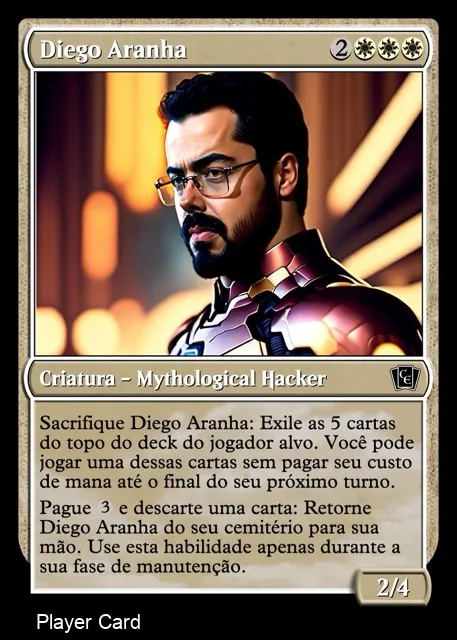 Diego Aranha 2
Criatura – Mythological Hacker CE
Sacrifique Diego Aranha: Exile as 5 cartas
do topo do deck do jogador alvo. Você pode
jogar uma dessas cartas sem pagar seu custo
de mana até o final do seu próximo turno.
Pague 3 e descarte uma carta: Retorne
Diego Aranha do seu cemitério para sua
mão. Use esta habilidade apenas durante a
sua fase de manutenção.
2/4
Player Card